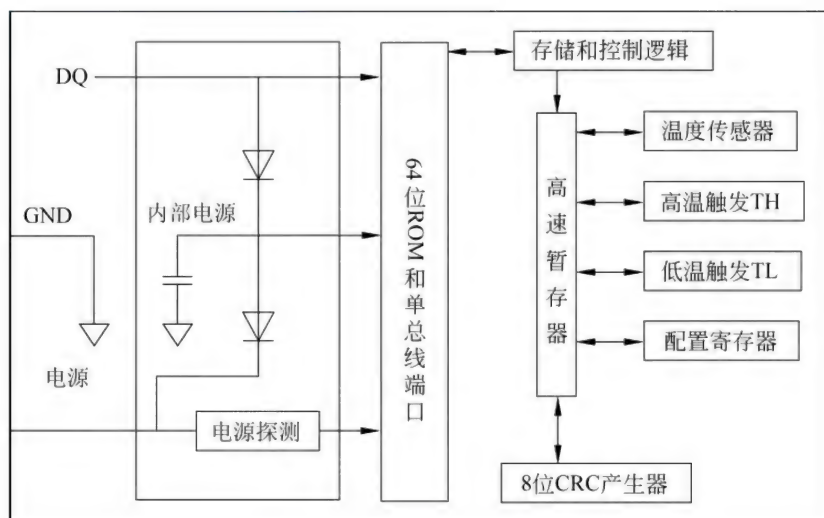 DQ
GND
内部电源
电源
电源探测
64位ROM和单总线端口
存储和控制逻辑
高速暂存器
温度传感器
高温触发TH
低温触发TL
配置寄存器
8位CRC产生器